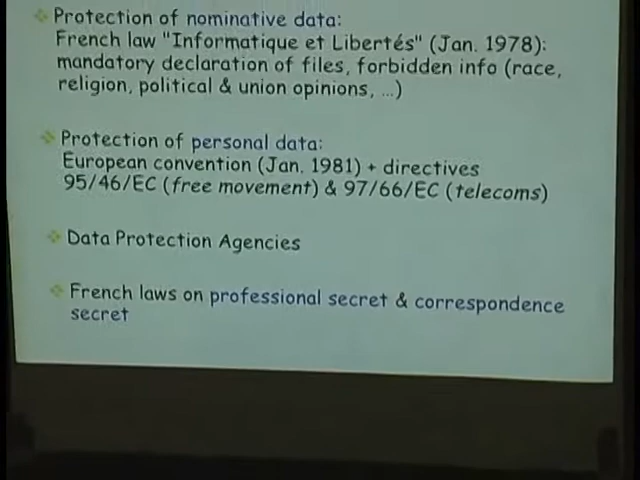 Protection of nominative data:
French law "Informatique et Libertés" (Jan. 1978):
mandatory declaration of files, forbidden info (race,
religion, political & union opinions, ...)
Protection of personal data:
European convention (Jan. 1981) + directives
95/46/EC (free movement) & 97/66/EC (telecoms)
Data Protection Agencies
French laws on professional secret & correspondence
secret